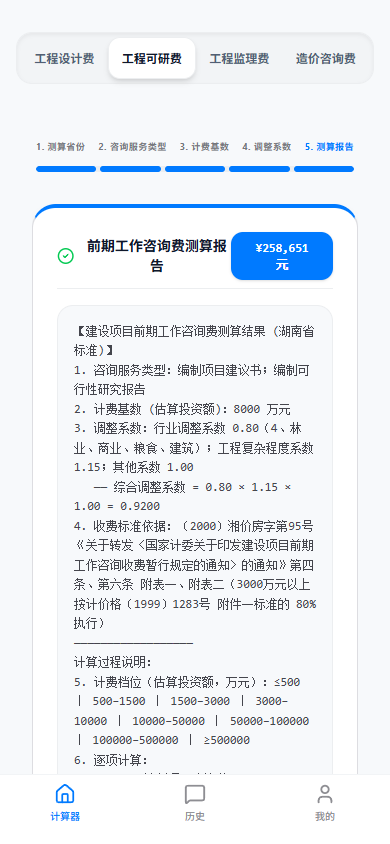 工程设计费 工程可研费 工程监理费 造价咨询费
1. 测算省份 2. 咨询服务类型 3. 计费基数 4. 调整系数 5. 测算报告
前期工作咨询费测算报
告
¥258,651
元
【建设项目前期工作咨询费测算结果（湖南省
标准)】
1. 咨询服务类型：编制项目建议书；编制可
行性研究报告
2. 计费基数（估算投资额）：8000 万元
3. 调整系数：行业调整系数 0.80（4、林
业、商业、粮食、建筑）；工程复杂程度系数
1.15；其他系数 1.00
—— 综合调整系数 = 0.80 × 1.15 ×
1.00 = 0.9200
4. 收费标准依据：（2000）湘价房字第95号
《关于转发〈国家计委关于印发建设项目前期
工作咨询收费暂行规定的通知〉的通知》第四
条、第六条 附表一、附表二（3000万元以上
按计价格（1999）1283号 附件一标准的 80%
执行）
————————————————
计算过程说明：
5. 计费档位（估算投资额，万元）：≤500
| 500-1500 | 1500-3000 | 3000-
10000 | 10000-50000 | 50000-100000
| 100000-500000 | ≥500000
6. 逐项计算：
计算器 历史 我的